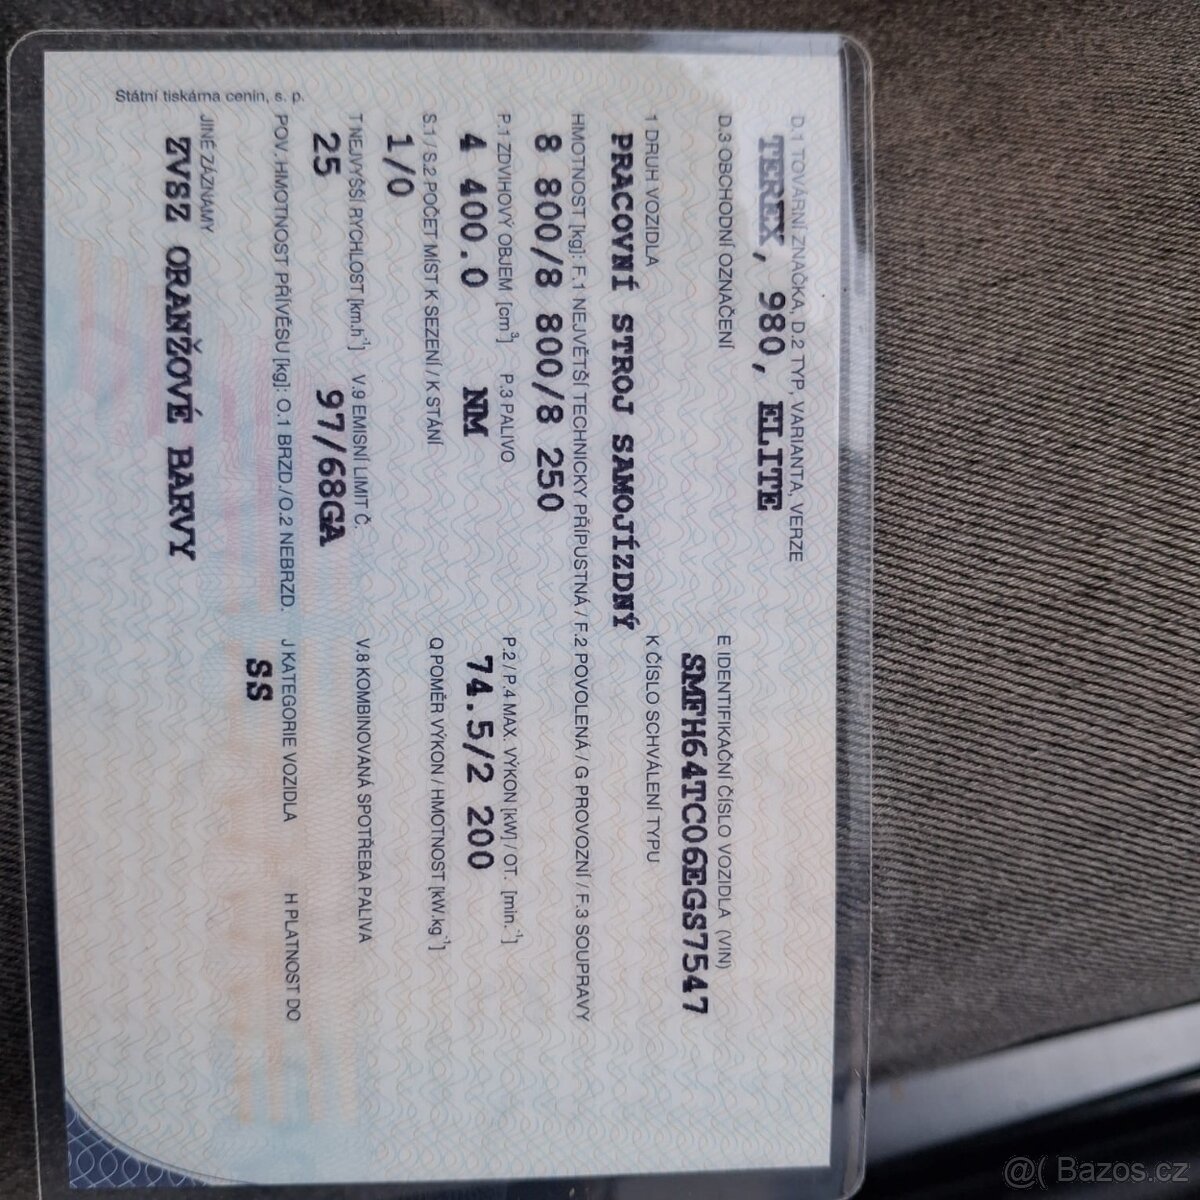 D.1 TOVÁRNÍ ZNAČKA, D.2 TYP, VARIANTA, VERZE
TEREX, 980, ELITE
D.3 OBCHODNÍ OZNAČENÍ E IDENTIFIKAČNÍ ČÍSLO VOZIDLA (VIN)
SMFH64TC06EGS7547
1 DRUH VOZIDLA K ČÍSLO SCHVÁLENÍ TYPU
PRACOVNÍ STROJ SAMOJÍZDNÝ
HMOTNOST [kg]: F.1 NEJVĚTŠÍ TECHNICKY PŘÍPUSTNÁ / F.2 POVOLENÁ / G PROVOZNÍ / F.3 SOUPRAVY
8 800/8 800/8 250
P.1 ZDVIHOVÝ OBJEM [cm³] P.3 PALIVO P.2 / P.4 MAX. VÝKON [kW] / OT. [min.⁻¹]
4 400.0 NM 74.5/2 200
S.1 / S.2 POČET MÍST K SEZENÍ / K STÁNÍ Q POMĚR VÝKON / HMOTNOST [kW.kg⁻¹]
1/0
T NEJVYŠŠÍ RYCHLOST [km.h⁻¹] V.9 EMISNÍ LIMIT Č. V.8 KOMBINOVANÁ SPOTŘEBA PALIVA
25 97/68GA
POV. HMOTNOST PŘÍVĚSU [kg]: O.1 BRZD./O.2 NEBRZD. J KATEGORIE VOZIDLA H PLATNOST DO
SS
JINÉ ZÁZNAMY
ZVSZ ORANŽOVÉ BARVY
Státní tiskárna cenin, s. p.
@( Bazos.cz